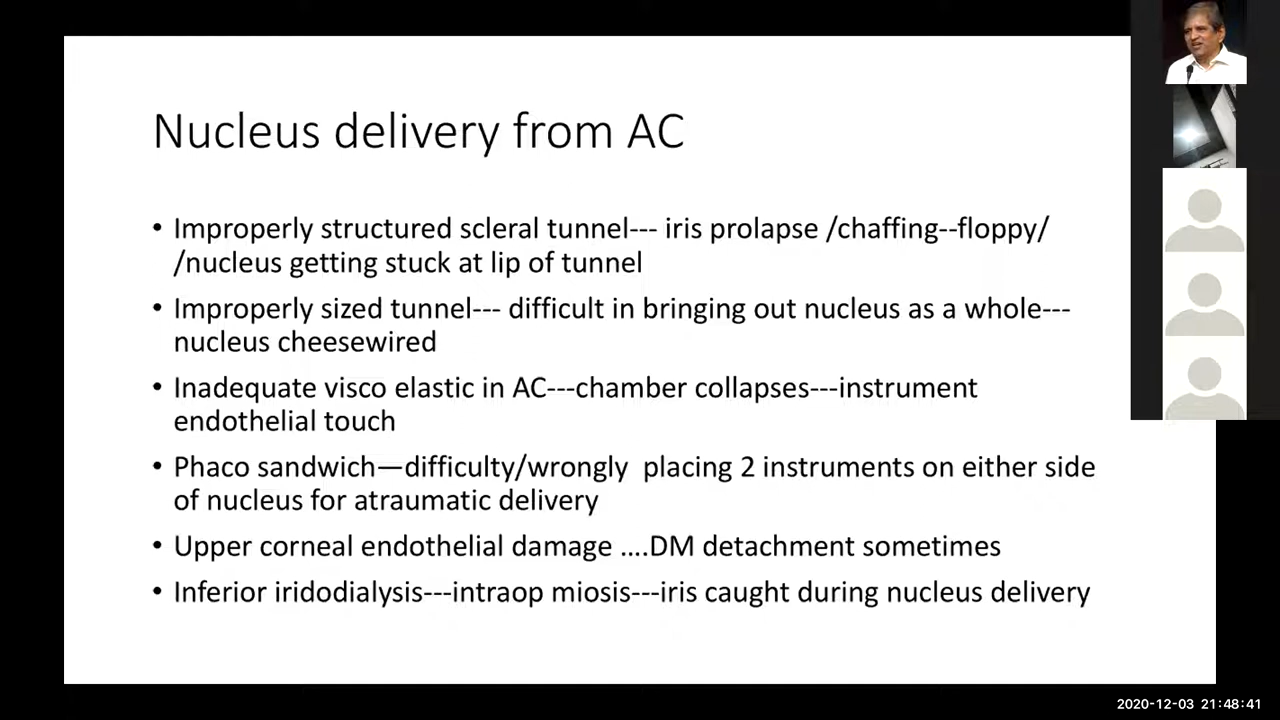 Nucleus delivery from AC
• Improperly structured scleral tunnel--- iris prolapse /chaffing--floppy/
/nucleus getting stuck at lip of tunnel
• Improperly sized tunnel--- difficult in bringing out nucleus as a whole---
nucleus cheesewired
• Inadequate visco elastic in AC---chamber collapses---instrument
endothelial touch
• Phaco sandwich—difficulty/wrongly  placing 2 instruments on either side
of nucleus for atraumatic delivery
• Upper corneal endothelial damage ….DM detachment sometimes
• Inferior iridodialysis---intraop miosis---iris caught during nucleus delivery
2020-12-03 21:48:41